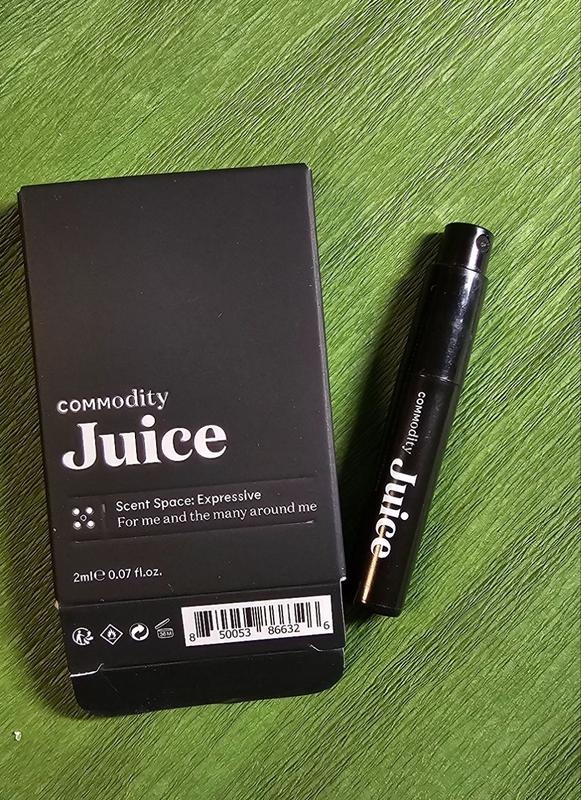 COMMOdity
Juice
Scent Space: Expressive
For me and the many around me
2ml℮ 0.07 fl.oz.
8 50053 86632 6
COMMOdity Juice